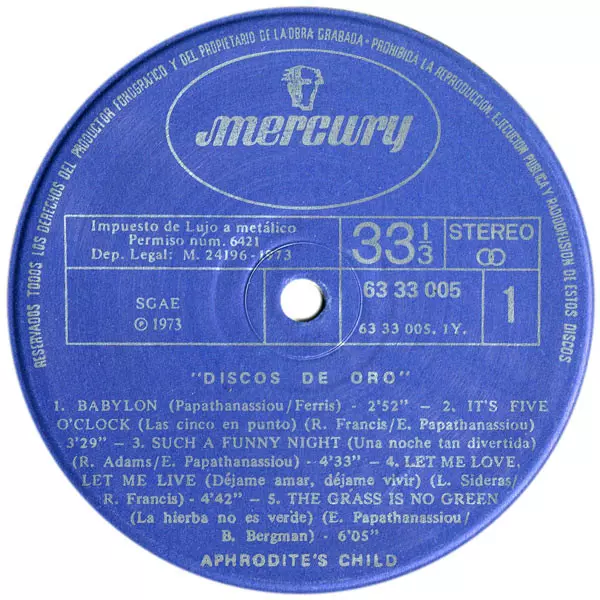 RESERVADOS TODOS LOS DERECHOS DEL PRODUCTOR FONOGRAFICO Y DEL PROPIETARIO DE LA OBRA GRABADA - PROHIBIDA LA REPRODUCCION, EJECUCION PUBLICA Y RADIODIFUSION DE ESTOS DISCOS
mercury
Impuesto de Lujo a metálico
Permiso núm. 6421
Dep. Legal: M. 24196-1973
33 1/3
STEREO
SGAE
℗ 1973
63 33 005
63 33 005. 1Y.
1
"DISCOS DE ORO"
1. BABYLON (Papathanassiou/Ferris) - 2'52" — 2. IT'S FIVE
O'CLOCK (Las cinco en punto) (R. Francis/E. Papathanassiou)
3'29" — 3. SUCH A FUNNY NIGHT (Una noche tan divertida)
(R. Adams/E. Papathanassiou) - 4'33" — 4. LET ME LOVE,
LET ME LIVE (Déjame amar, déjame vivir) (L. Sideras/
R. Francis) - 4'42" — 5. THE GRASS IS NO GREEN
(La hierba no es verde) (E. Papathanassiou/
B. Bergman) - 6'05"
APHRODITE'S CHILD